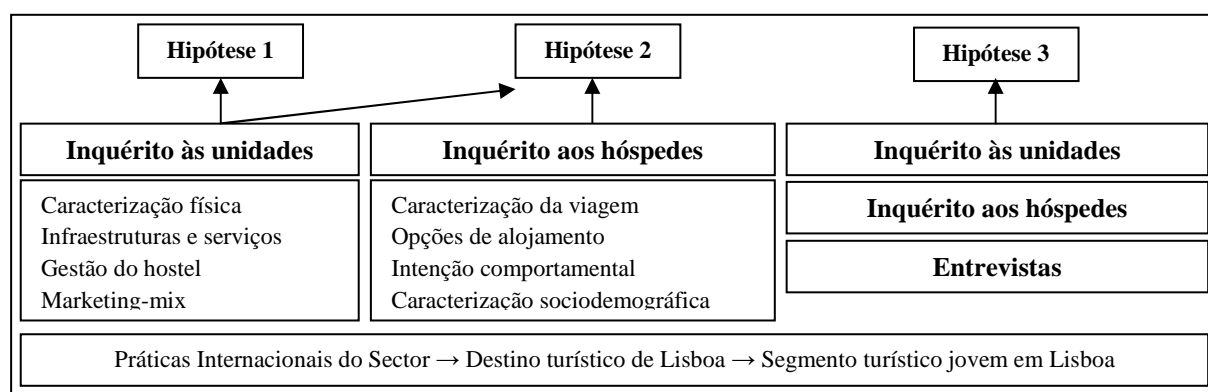 Hipótese 1
Hipótese 2
Hipótese 3
Inquérito às unidades
Caracterização física
Infraestruturas e serviços
Gestão do hostel
Marketing-mix
Inquérito aos hóspedes
Caracterização da viagem
Opções de alojamento
Intenção comportamental
Caracterização sociodemográfica
Inquérito às unidades
Inquérito aos hóspedes
Entrevistas
Práticas Internacionais do Sector → Destino turístico de Lisboa → Segmento turístico jovem em Lisboa